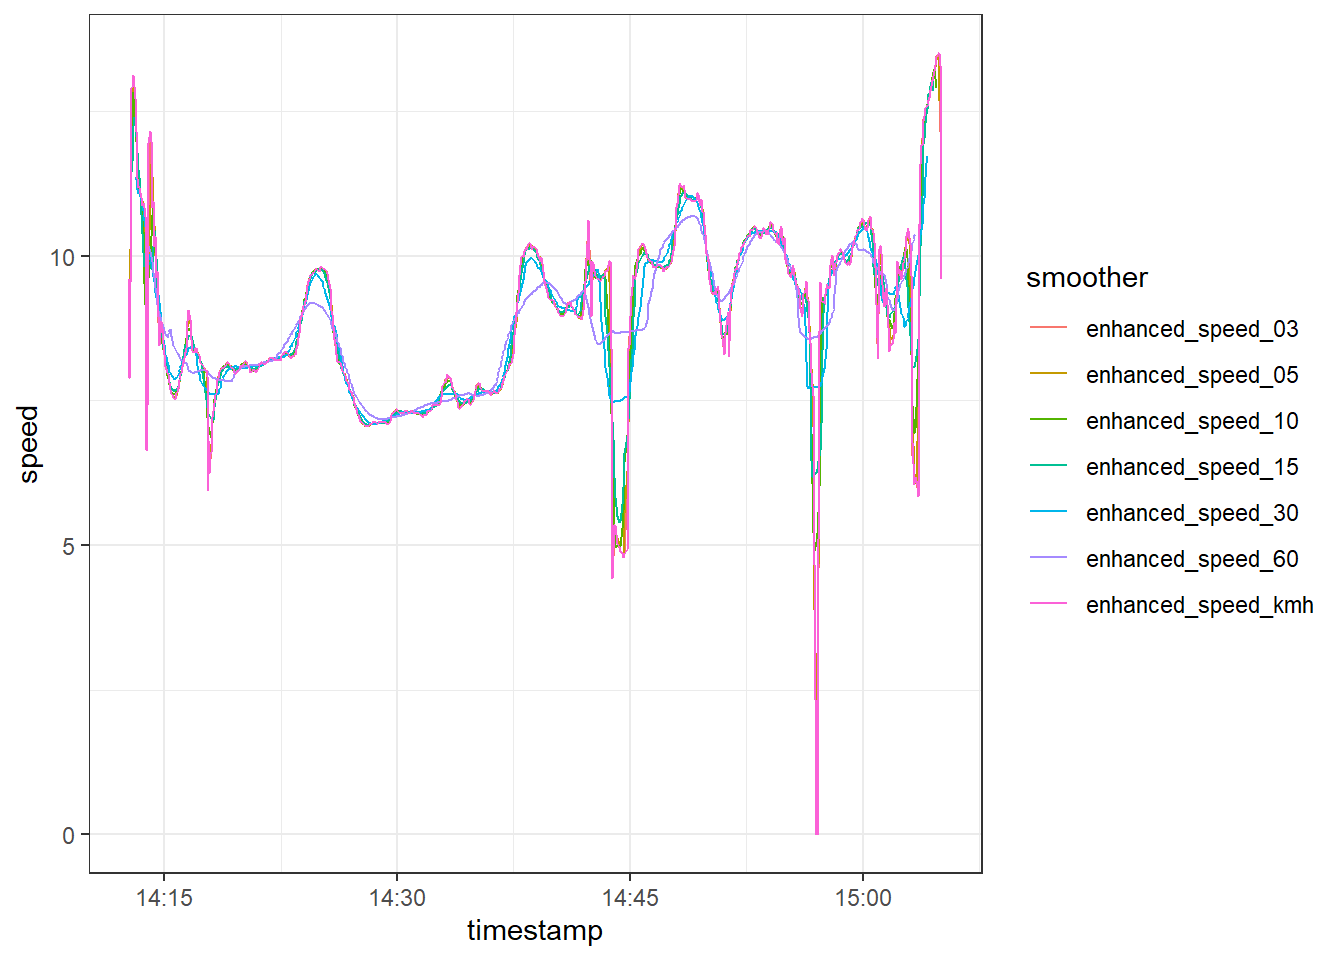 speed
10
5
0
14:15
14:30
14:45
15:00
timestamp
smoother
enhanced_speed_03
enhanced_speed_05
enhanced_speed_10
enhanced_speed_15
enhanced_speed_30
enhanced_speed_60
enhanced_speed_kmh